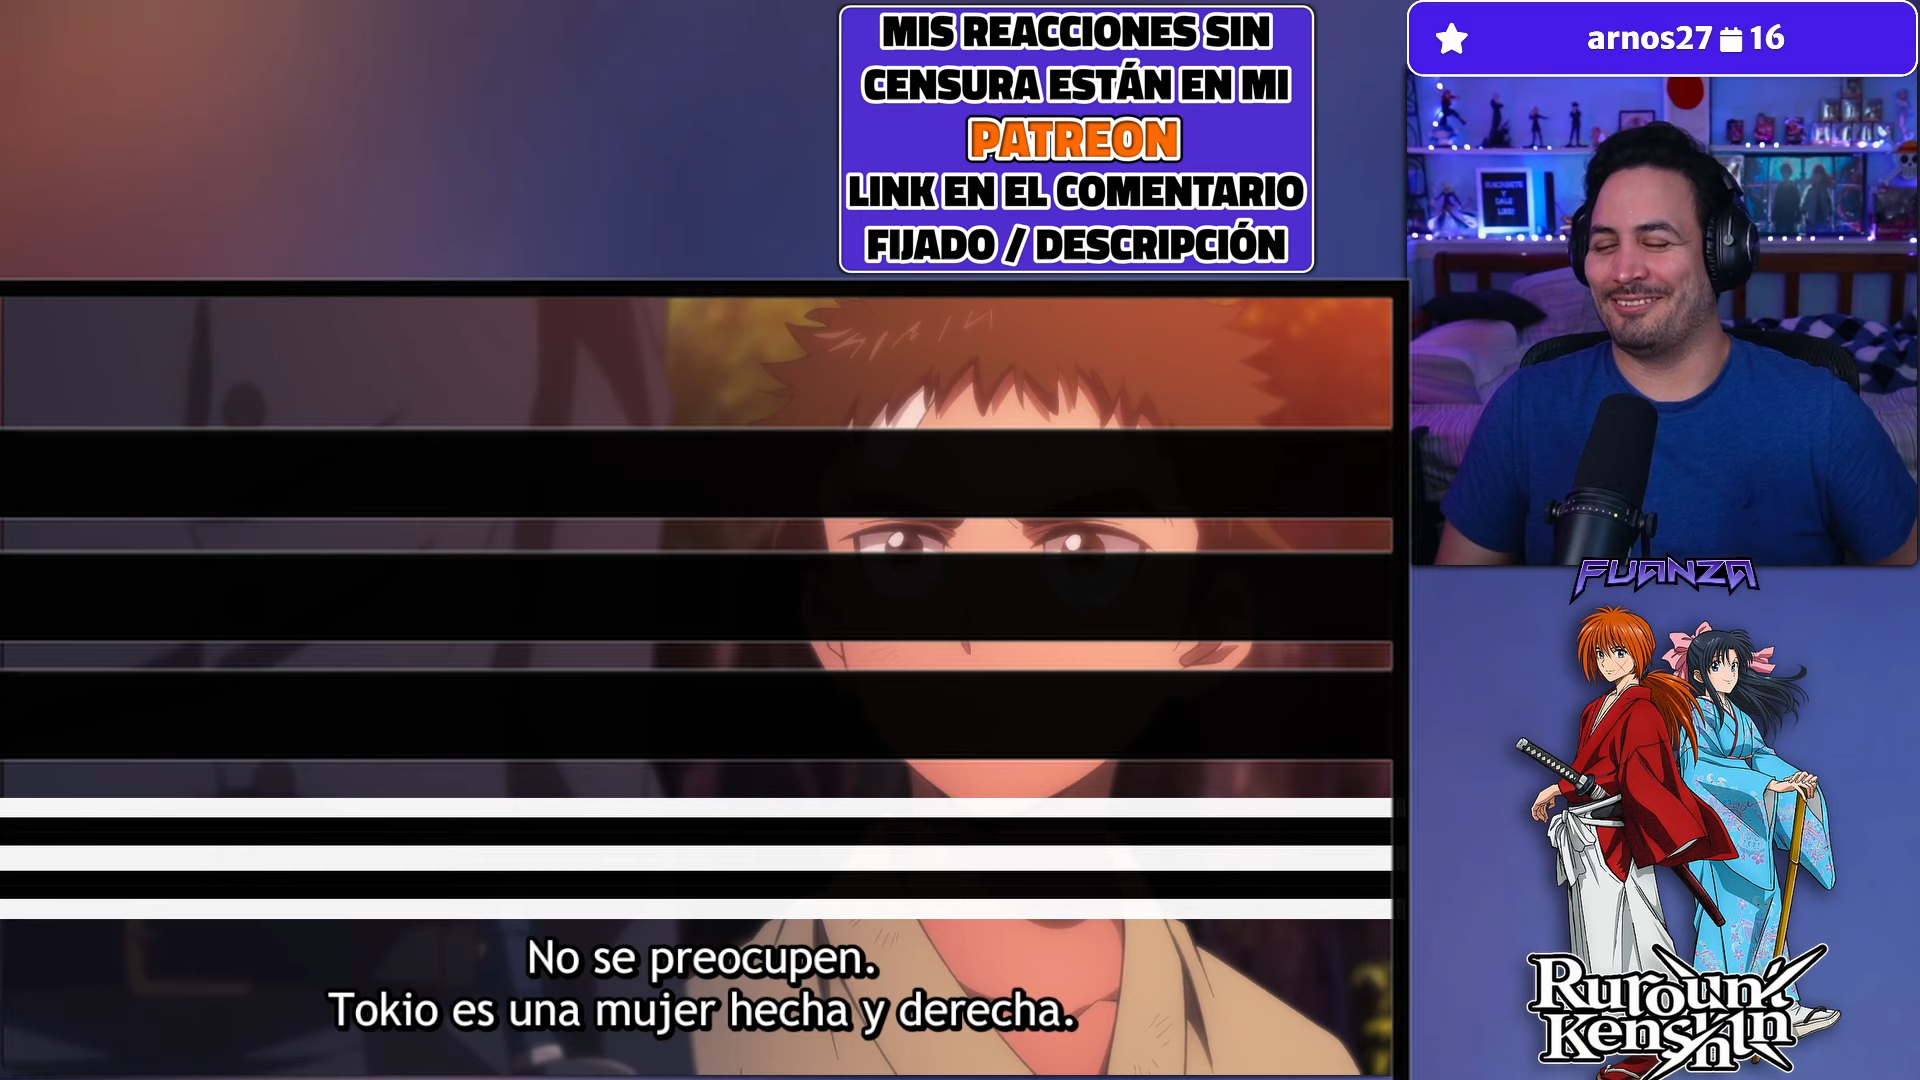 MIS REACCIONES SIN
CENSURA ESTÁN EN MI
PATREON
LINK EN EL COMENTARIO
FIJADO / DESCRIPCIÓN
arnos27 16
FUANZA
Rurouni
Kenshin
No se preocupen.
Tokio es una mujer hecha y derecha.